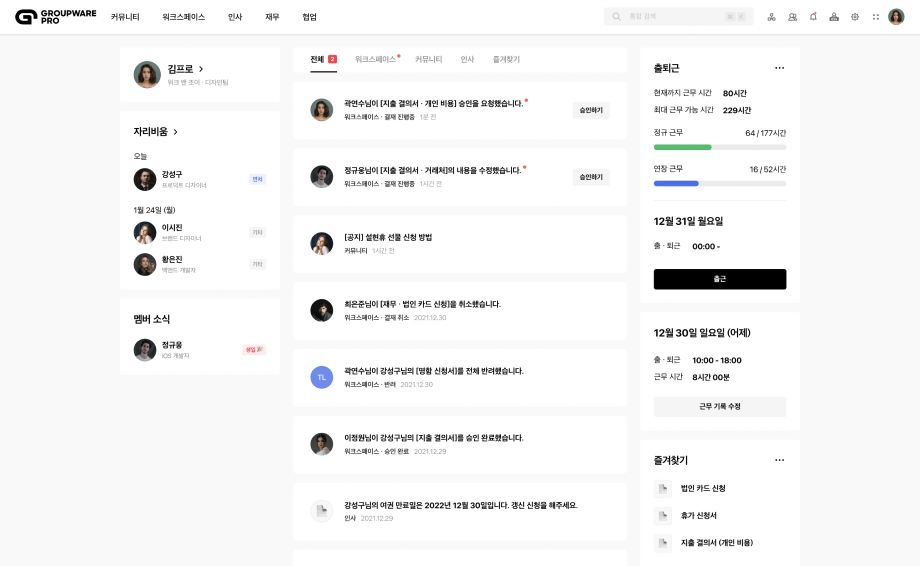 GROUPWARE
PRO
커뮤니티
워크스페이스
인사
재무
협업
통합 검색
⌘ K
김프로
워크 앤 조이 · 디자인팀
자리비움
오늘
강성구
프로덕트 디자이너
연차
1월 24일 (월)
이시진
브랜드 디자이너
기타
황은진
백엔드 개발자
기타
멤버 소식
정규웅
iOS 개발자
생일
전체 2
워크스페이스
커뮤니티
인사
즐겨찾기
곽연수님이 [지출 결의서 · 개인 비용] 승인을 요청했습니다.
워크스페이스 · 결재 진행중 1분 전
승인하기
정규웅님이 [지출 결의서 · 거래처]의 내용을 수정했습니다.
워크스페이스 · 결재 진행중 1시간 전
승인하기
[공지] 설현휴 선물 신청 방법
커뮤니티 1시간 전
최은준님이 [재무 · 법인 카드 신청]을 취소했습니다.
워크스페이스 · 결재 취소 2021.12.30
TL
곽연수님이 강성구님의 [명함 신청서]를 전체 반려했습니다.
워크스페이스 · 반려 2021.12.30
이정원님이 강성구님의 [지출 결의서]를 승인 완료했습니다.
워크스페이스 · 승인 완료 2021.12.29
강성구님의 여권 만료일은 2022년 12월 30일입니다. 갱신 신청을 해주세요.
인사 2021.12.29
출퇴근
현재까지 근무 시간 80시간
최대 근무 가능 시간 229시간
정규 근무 64 / 177시간
연장 근무 16 / 52시간
12월 31일 월요일
출 · 퇴근 00:00 -
출근
12월 30일 일요일 (어제)
출 · 퇴근 10:00 - 18:00
근무 시간 8시간 00분
근무 기록 수정
즐겨찾기
법인 카드 신청
휴가 신청서
지출 결의서 (개인 비용)